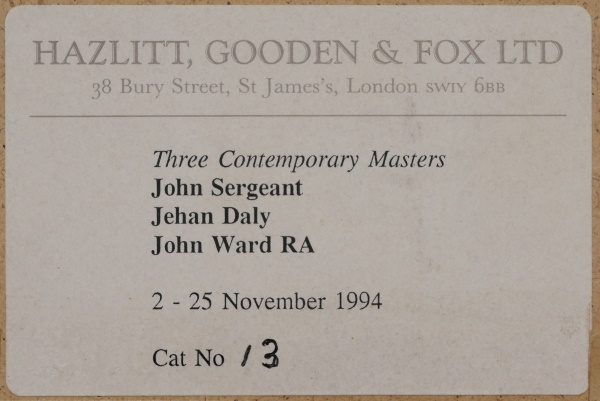 HAZLITT, GOODEN & FOX LTD
38 Bury Street, St James's, London SW1Y 6BB
Three Contemporary Masters
John Sergeant
Jehan Daly
John Ward RA
2 - 25 November 1994
Cat No 13